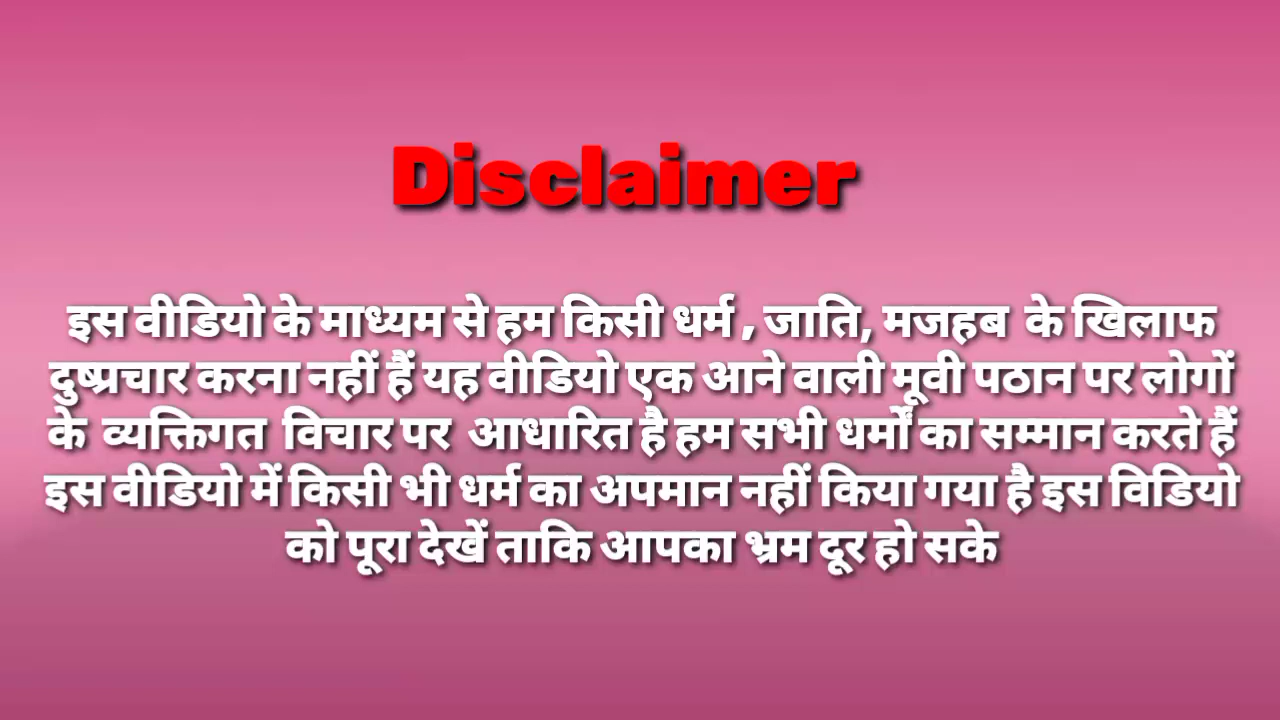 Disclaimer
इस वीडियो के माध्यम से हम किसी धर्म , जाति, मजहब के खिलाफ
दुष्प्रचार करना नहीं हैं यह वीडियो एक आने वाली मूवी पठान पर लोगों
के व्यक्तिगत विचार पर आधारित है हम सभी धर्मों का सम्मान करते हैं
इस वीडियो में किसी भी धर्म का अपमान नहीं किया गया है इस विडियो
को पूरा देखें ताकि आपका भ्रम दूर हो सके